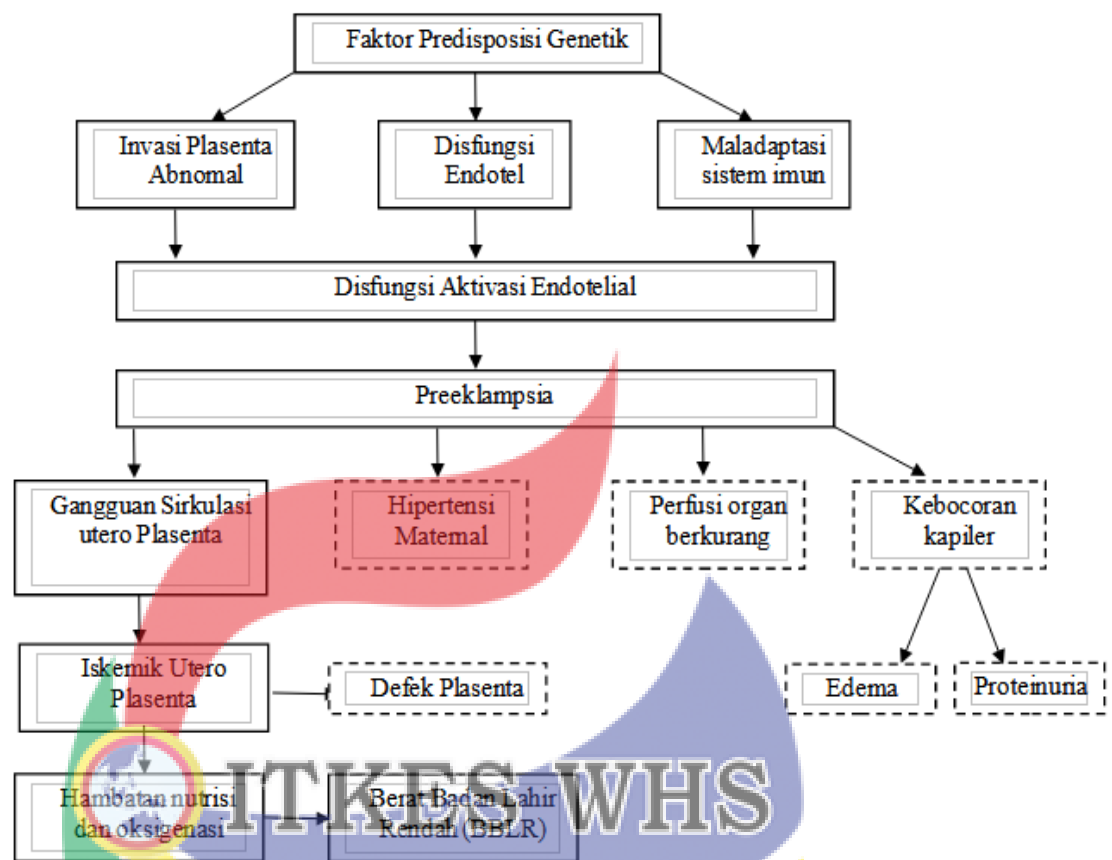 Faktor Predisposisi Genetik
Invasi Plasenta
Abnomal
Disfungsi
Endotel
Maladaptasi
sistem imun
Disfungsi Aktivasi Endotelial
Preeklampsia
Gangguan Sirkulasi
utero Plasenta
Hipertensi
Maternal
Perfusi organ
berkurang
Kebocoran
kapiler
Iskemik Utero
Plasenta
Defek Plasenta
Edema
Proteinuria
ITKES WHS
Hambatan nutrisi
dan oksigenasi
Berat Badan Lahir
Rendah (BBLR)